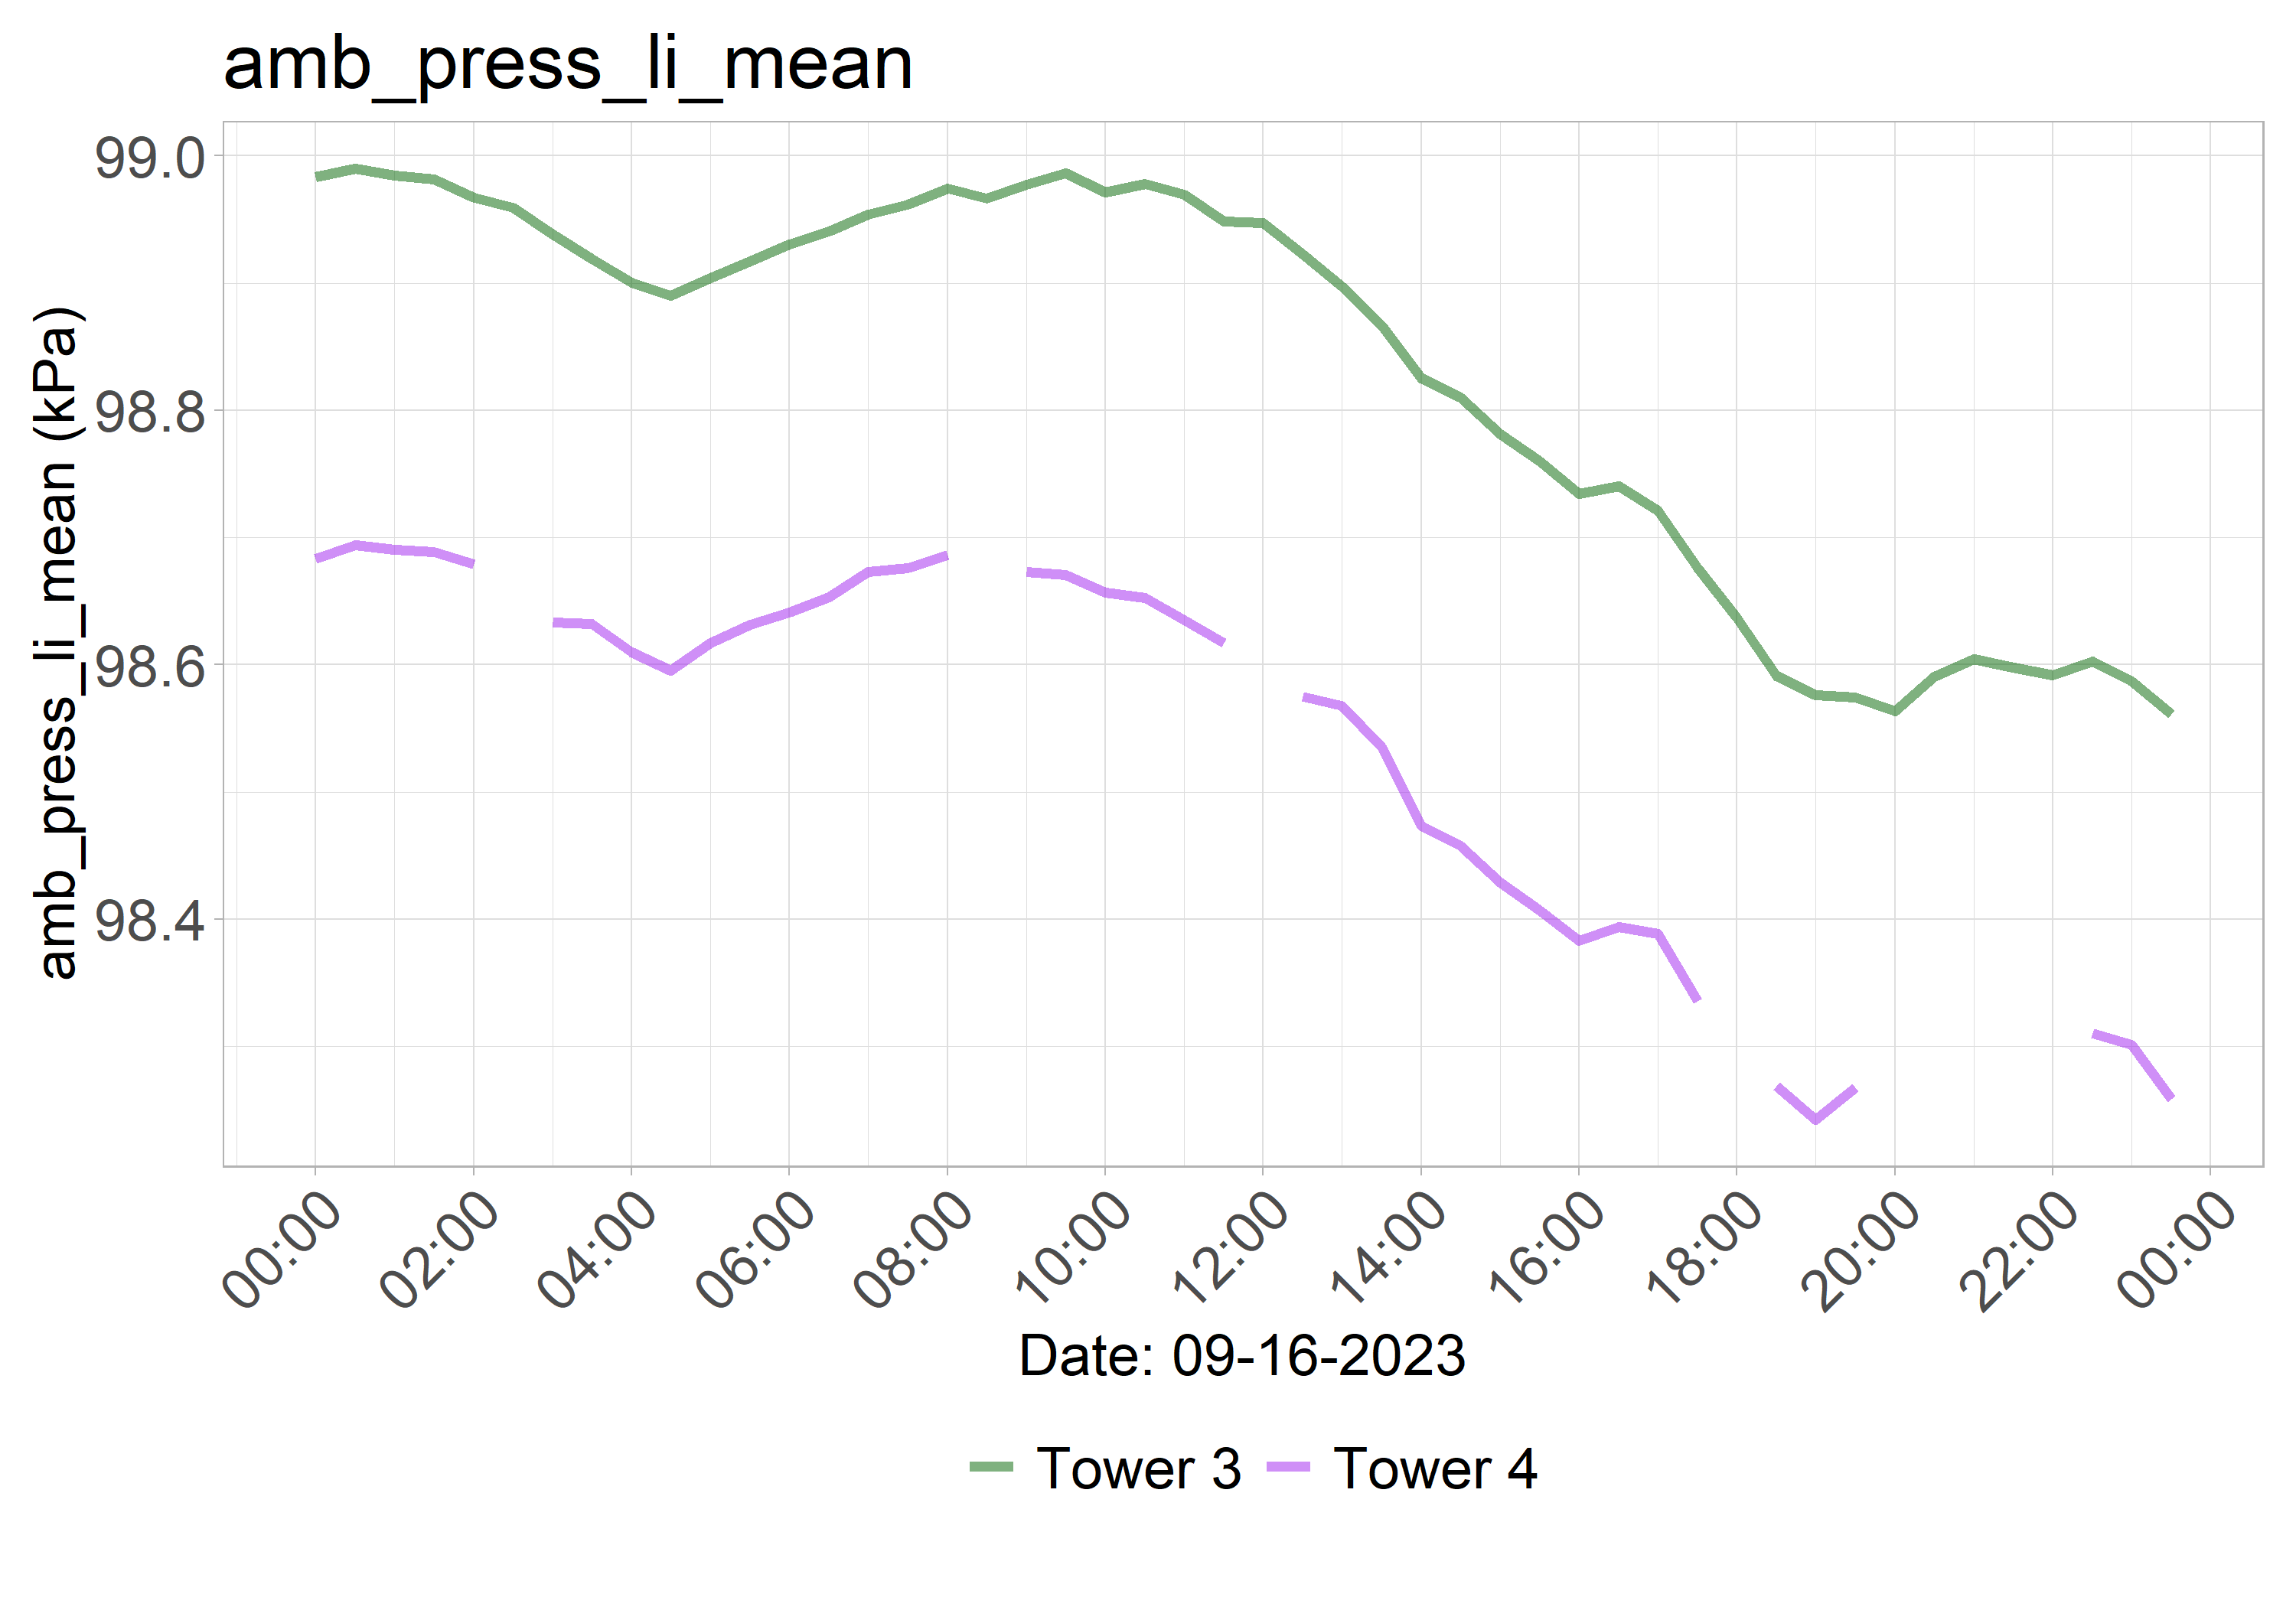 amb_press_li_mean
amb_press_li_mean (kPa)
99.0
98.8
98.6
98.4
00:00 02:00 04:00 06:00 08:00 10:00 12:00 14:00 16:00 18:00 20:00 22:00 00:00
Date: 09-16-2023
Tower 3 Tower 4